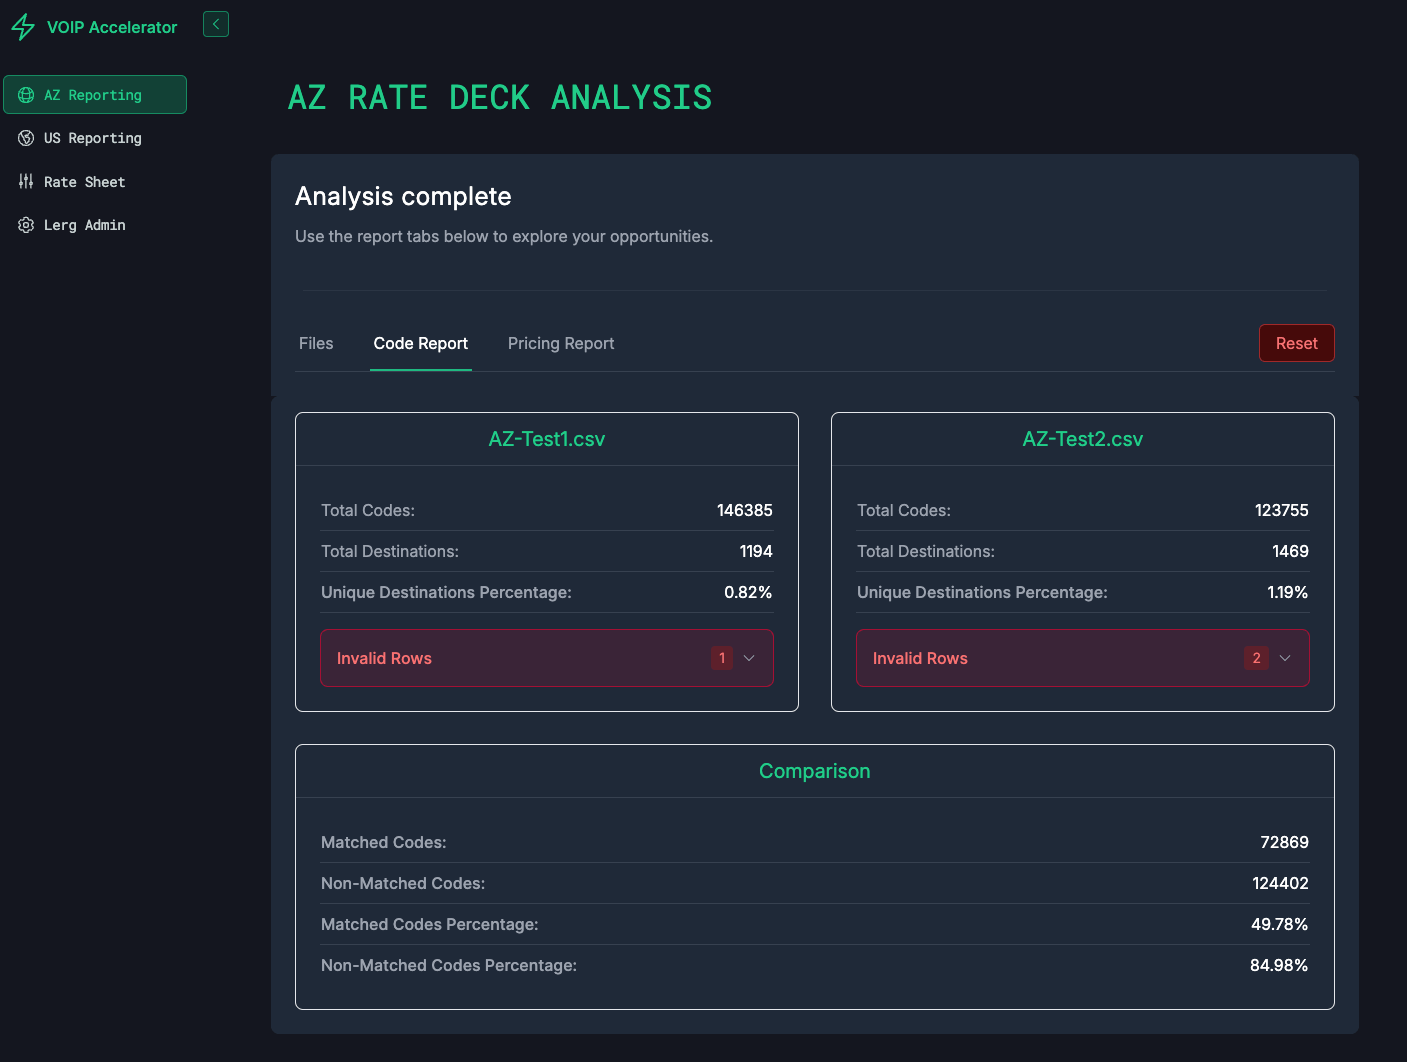 VOIP Accelerator
AZ Reporting
US Reporting
Rate Sheet
Lerg Admin
AZ RATE DECK ANALYSIS
Analysis complete
Use the report tabs below to explore your opportunities.
Files Code Report Pricing Report Reset
AZ-Test1.csv
Total Codes: 146385
Total Destinations: 1194
Unique Destinations Percentage: 0.82%
Invalid Rows 1
AZ-Test2.csv
Total Codes: 123755
Total Destinations: 1469
Unique Destinations Percentage: 1.19%
Invalid Rows 2
Comparison
Matched Codes: 72869
Non-Matched Codes: 124402
Matched Codes Percentage: 49.78%
Non-Matched Codes Percentage: 84.98%